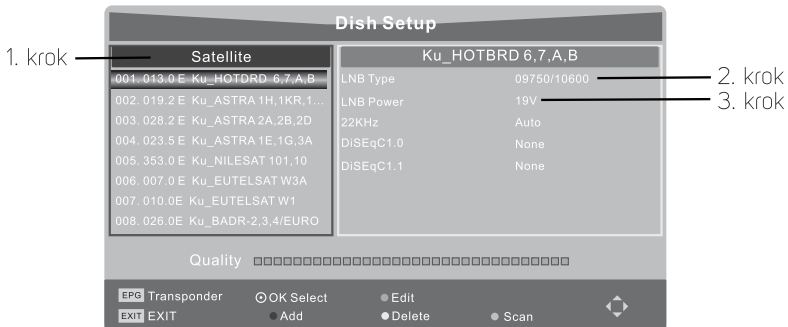 Dish Setup
1. krok
Satellite
001. 013.0 E Ku_HOTDRD 6,7,A,B
002. 019.2 E Ku_ASTRA 1H,1KR,1...
003. 028.2 E Ku_ASTRA 2A,2B,2D
004. 023.5 E Ku_ASTRA 1E,1G,3A
005. 353.0 E Ku_NILESAT 101,10
006. 007.0 E Ku_EUTELSAT W3A
007. 010.0E Ku_EUTELSAT W1
008. 026.0E Ku_BADR-2,3,4/EURO
Ku_HOTBRD 6,7,A,B
LNB Type 09750/10600
2. krok
LNB Power 19V
3. krok
22KHz Auto
DiSEqC1.0 None
DiSEqC1.1 None
Quality
EPG Transponder OK Select Edit
EXIT EXIT Add Delete Scan